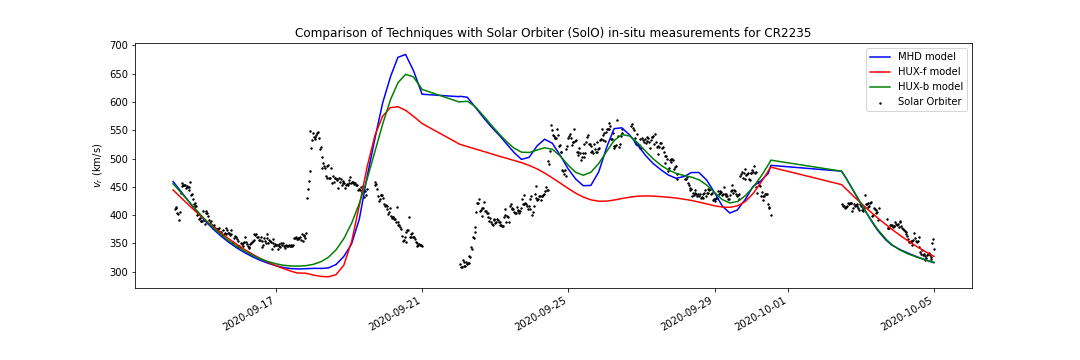 Comparison of Techniques with Solar Orbiter (SolO) in-situ measurements for CR2235
700
650
600
550
500
450
400
350
300
v_r (km/s)
MHD model
HUX-f model
HUX-b model
Solar Orbiter
2020-09-17
2020-09-21
2020-09-25
2020-09-29
2020-10-01
2020-10-05